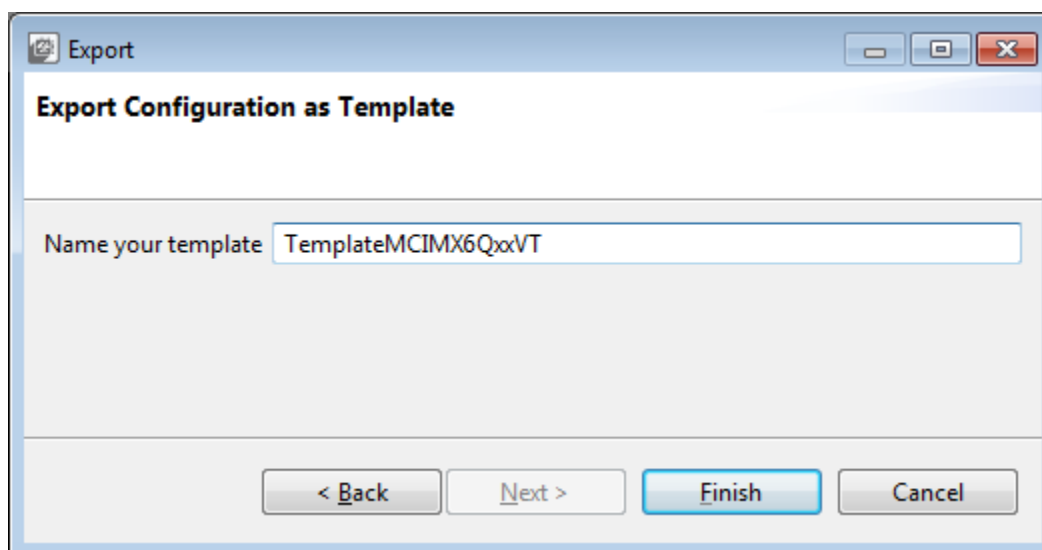 Export
Export Configuration as Template
Name your template TemplateMCIMX6QxxVT
< Back Next > Finish Cancel